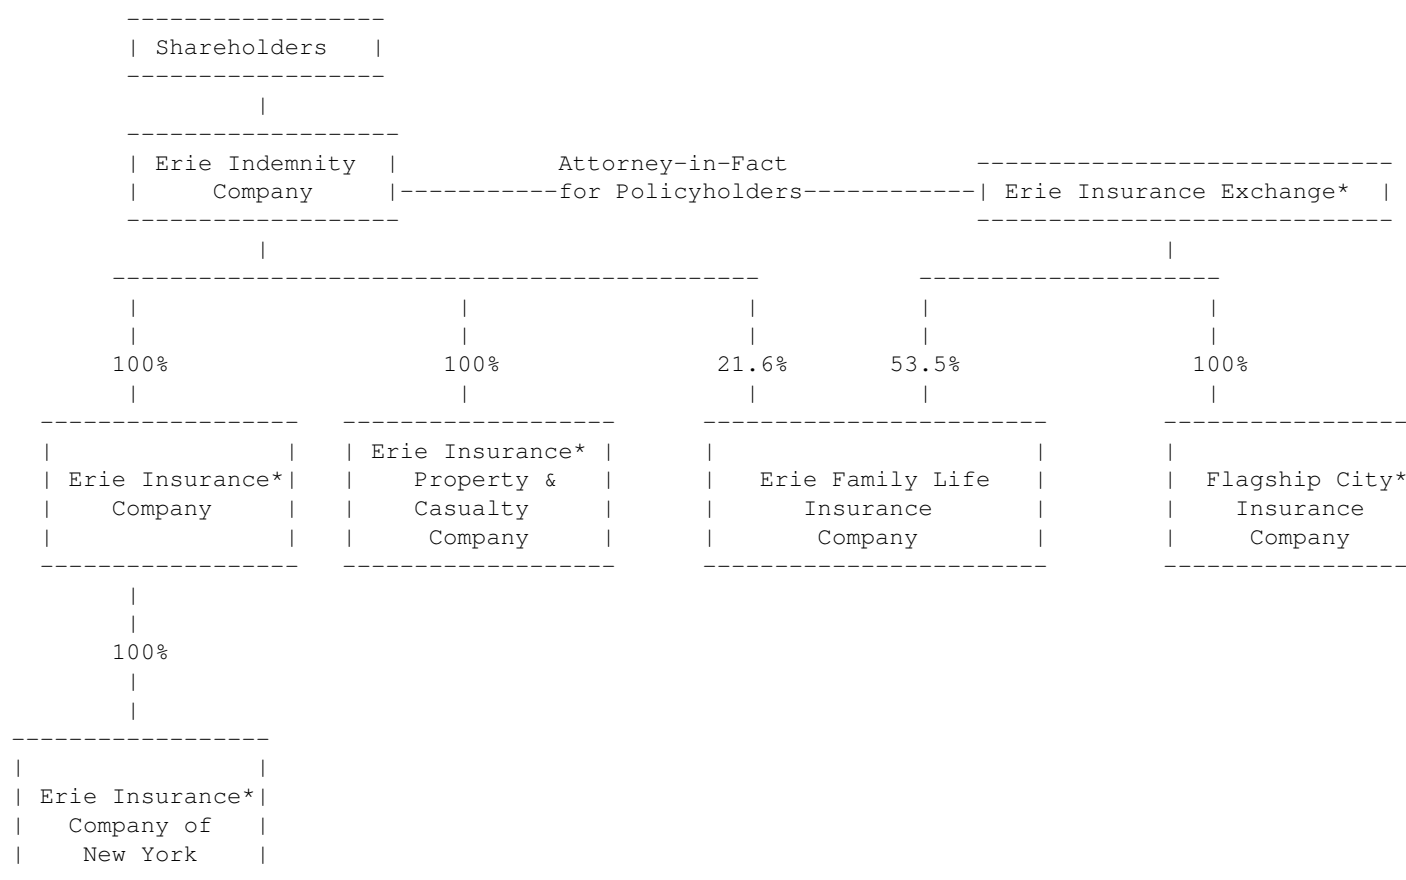 Shareholders
Erie Indemnity Attorney-in-Fact
Company for Policyholders Erie Insurance Exchange*
100% 100% 21.6% 53.5% 100%
Erie Insurance*
Erie Insurance* Property & Erie Family Life Flagship City*
Company Casualty Insurance Insurance
Company Company Company
100%
Erie Insurance*
Company of
New York